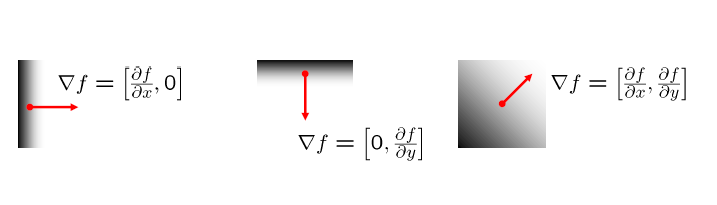 ∇f = [∂f/∂x, 0]
∇f = [0, ∂f/∂y]
∇f = [∂f/∂x, ∂f/∂y]